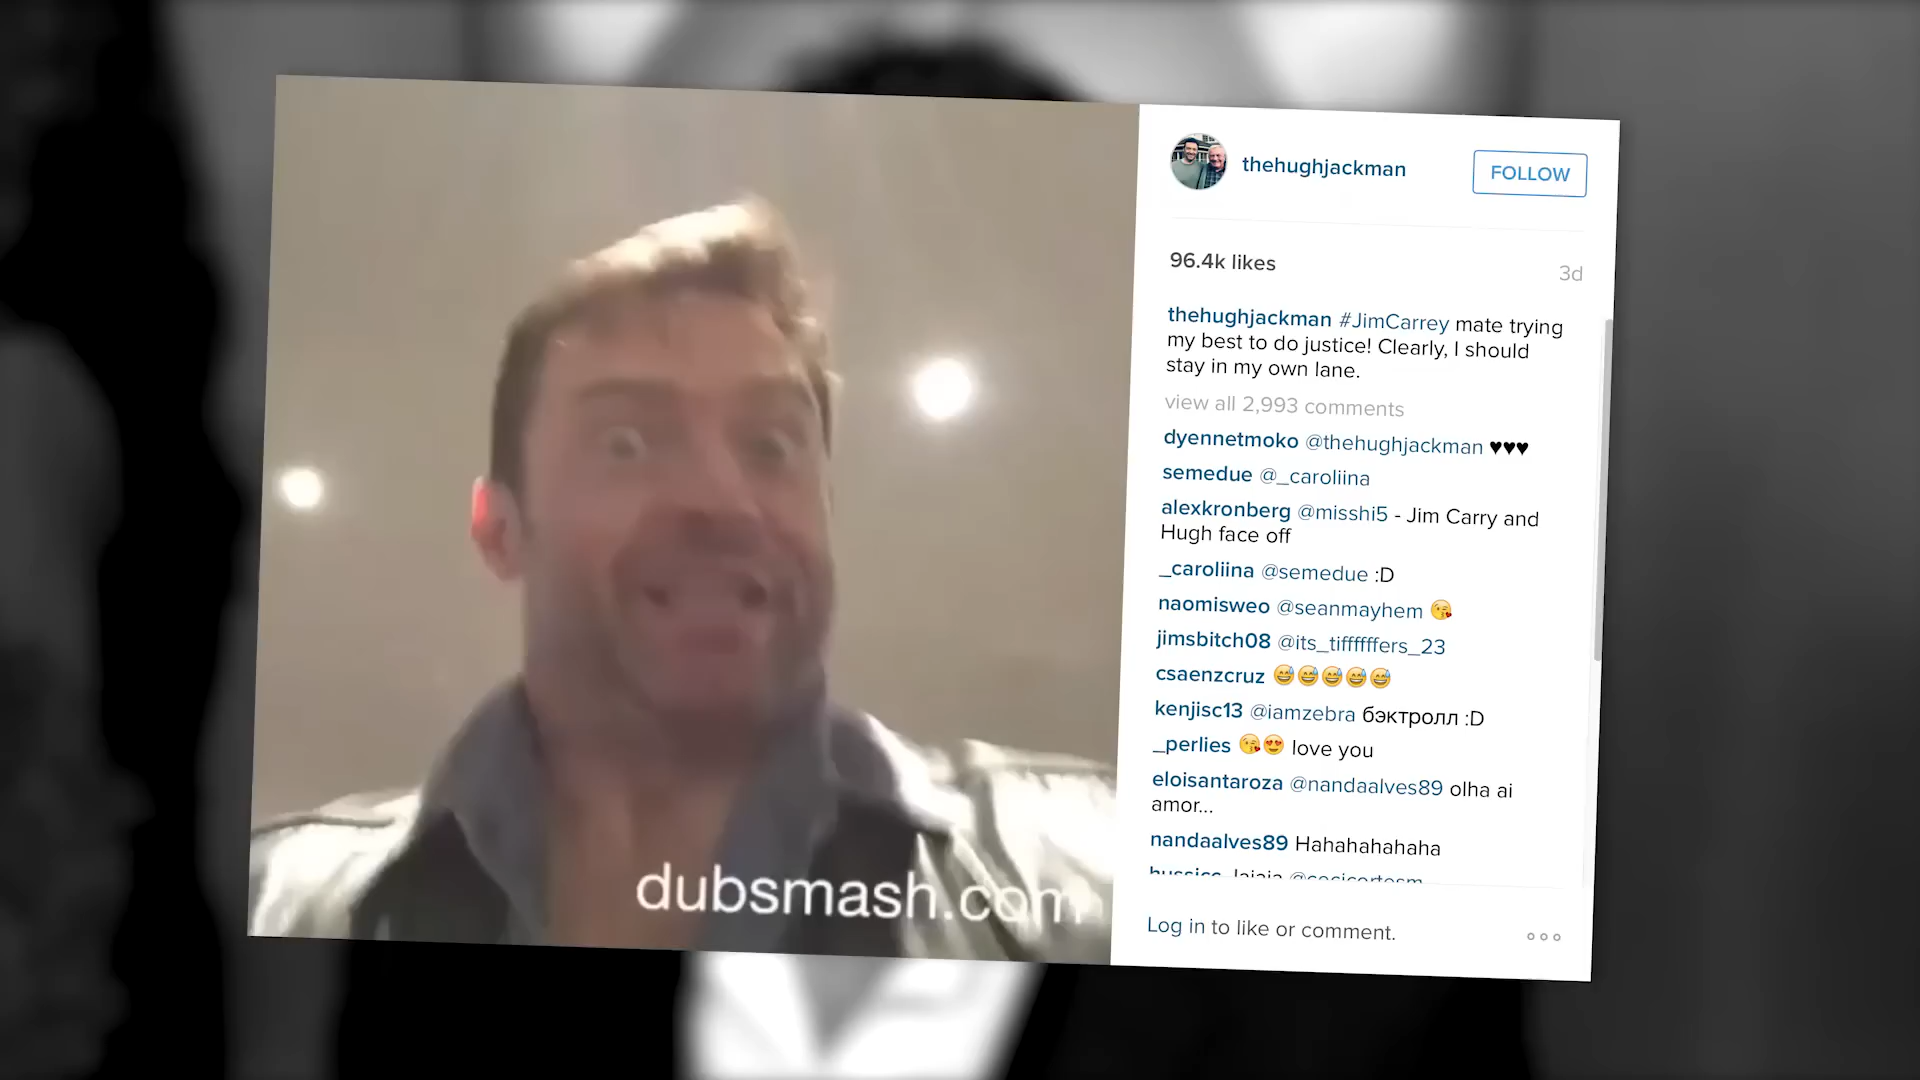 thehughjackman
FOLLOW
96.4k likes
3d
thehughjackman #JimCarrey mate trying
my best to do justice! Clearly, I should
stay in my own lane.
view all 2,993 comments
dyennetmoko @thehughjackman ♥♥♥
semedue @_caroliina
alexkronberg @misshi5 - Jim Carry and
Hugh face off
_caroliina @semedue :D
naomisweo @seanmayhem 😘
jimsbitch08 @its_tiffffffers_23
csaenzcruz 😅😅😅😅😅
kenjisc13 @iamzebra бэктролл :D
_perlies 😘😍 love you
eloisantaroza @nandaalves89 olha ai
amor...
nandaalves89 Hahahahahaha
Log in to like or comment.
dubsmash.com